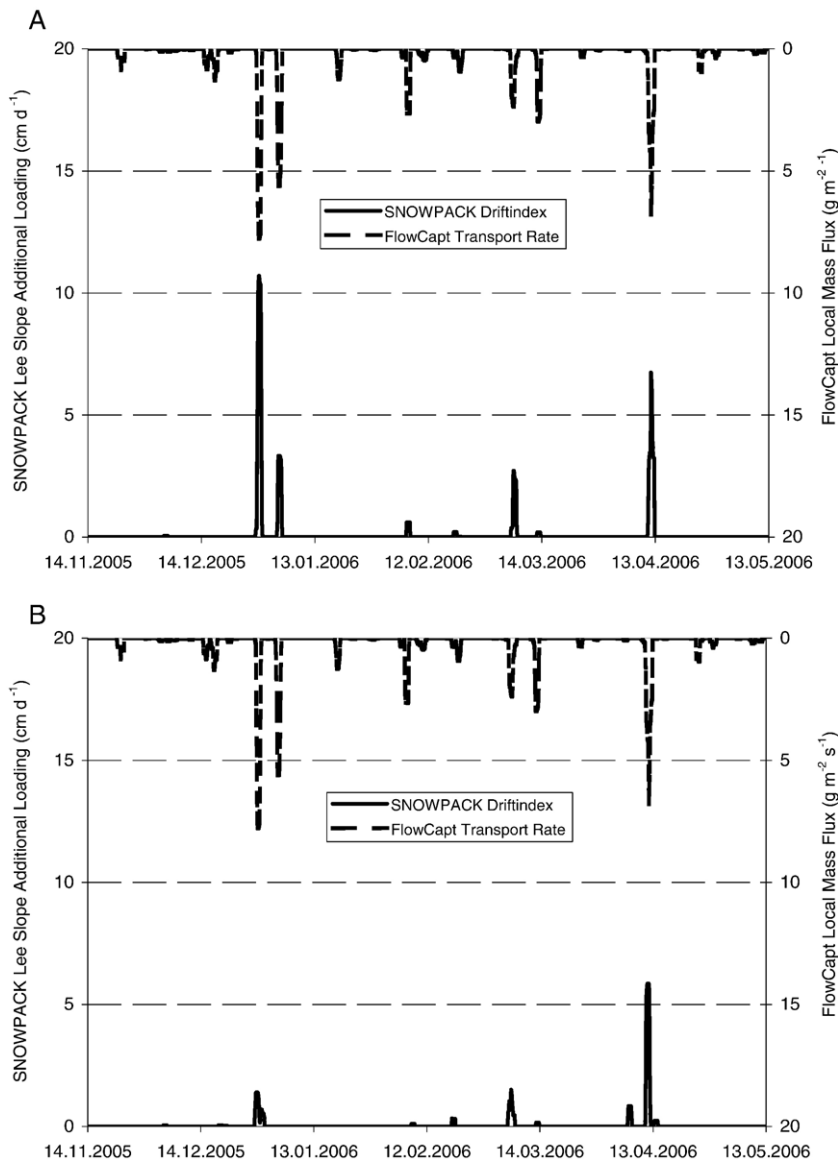 A
20
15
10
5
0
SNOWPACK Lee Slope Additional Loading (cm d⁻¹)
SNOWPACK Driftindex
FlowCapt Transport Rate
0
5
10
15
20
FlowCapt Local Mass Flux (g m⁻² ⁻¹)
14.11.2005 14.12.2005 13.01.2006 12.02.2006 14.03.2006 13.04.2006 13.05.2006
B
20
15
10
5
0
SNOWPACK Lee Slope Additional Loading (cm d⁻¹)
SNOWPACK Driftindex
FlowCapt Transport Rate
0
5
10
15
20
FlowCapt Local Mass Flux (g m⁻² s⁻¹)
14.11.2005 14.12.2005 13.01.2006 12.02.2006 14.03.2006 13.04.2006 13.05.2006